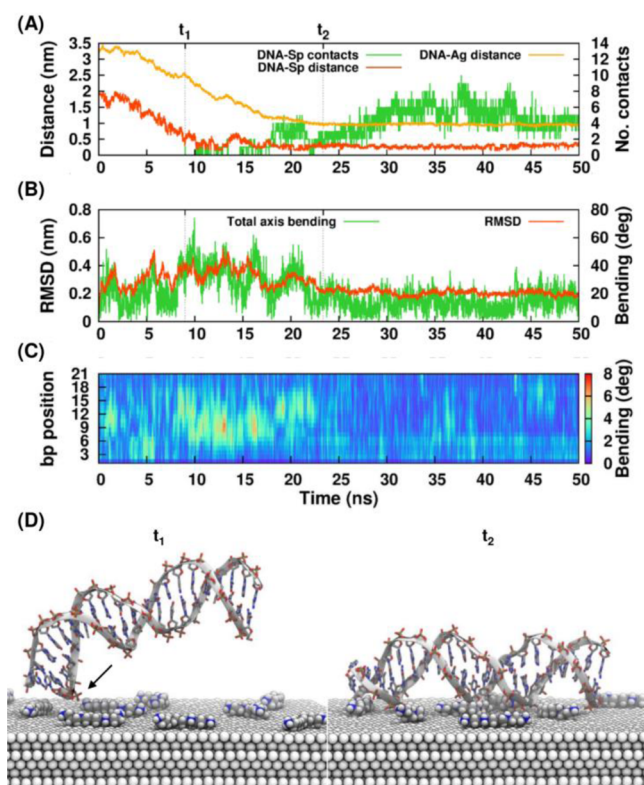 (A)
t1
t2
3.5
3
2.5
2
1.5
1
0.5
0
Distance (nm)
DNA-Sp contacts
DNA-Sp distance
DNA-Ag distance
14
12
10
8
6
4
2
0
No. contacts
0 5 10 15 20 25 30 35 40 45 50
(B)
0.8
0.6
0.4
0.2
0
RMSD (nm)
Total axis bending
RMSD
80
60
40
20
0
Bending (deg)
0 5 10 15 20 25 30 35 40 45 50
(C)
21
18
15
12
9
6
3
bp position
8
6
4
2
0
Bending (deg)
0 5 10 15 20 25 30 35 40 45 50
Time (ns)
(D)
t1
t2